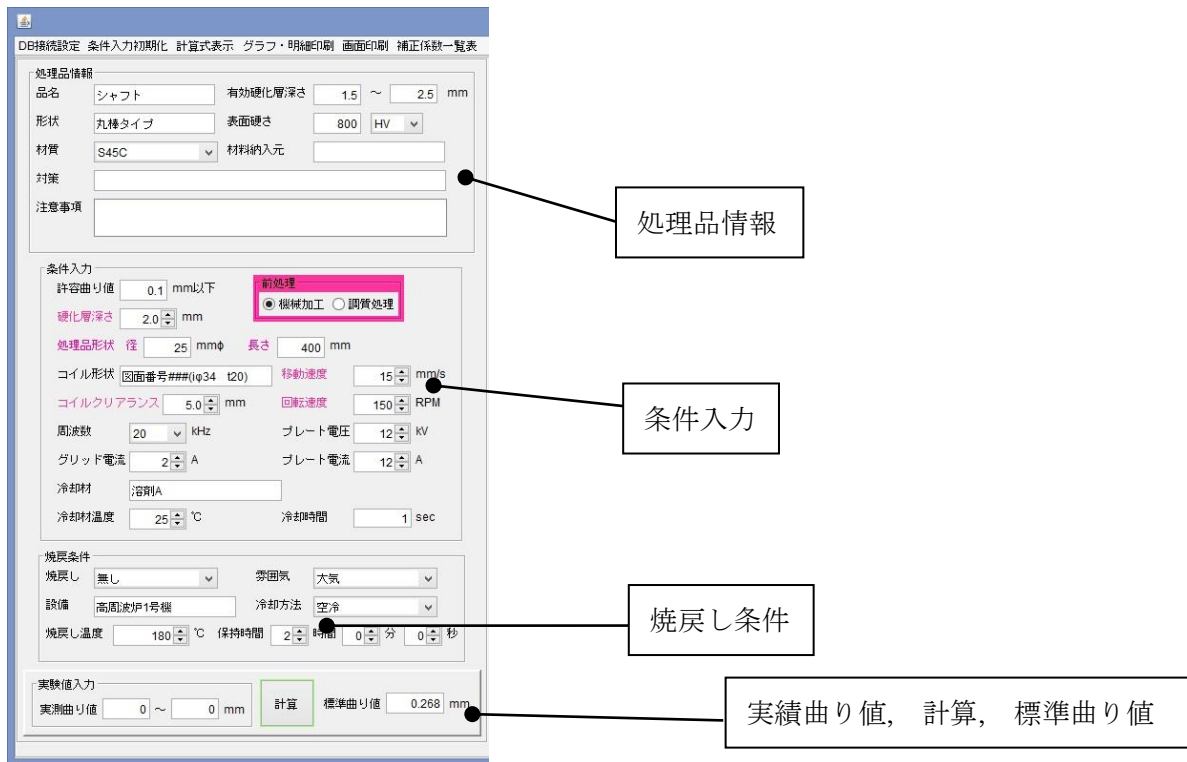 DB接続設定 条件入力初期化 計算式表示 グラフ・明細印刷 画面印刷 補正係数一覧表
処理品情報
品名 シャフト 有効硬化層深さ 1.5 ～ 2.5 mm
形状 丸棒タイプ 表面硬さ 800 HV
材質 S45C 材料納入元
対策
注意事項
処理品情報
条件入力
許容曲り値 0.1 mm以下 前処理
機械加工 調質処理
硬化層深さ 2.0 mm
処理品形状 径 25 mmφ 長さ 400 mm
コイル形状 図面番号###(iφ34 t20) 移動速度 15 mm/s
コイルクリアランス 5.0 mm 回転速度 150 RPM
周波数 20 kHz プレート電圧 12 kV
グリッド電流 2 A プレート電流 12 A
冷却材 溶剤A
冷却材温度 25 ℃ 冷却時間 1 sec
条件入力
焼戻条件
焼戻し 無し 雰囲気 大気
設備 高周波炉1号機 冷却方法 空冷
焼戻し温度 180 ℃ 保持時間 2 時間 0 分 0 秒
焼戻し条件
実験値入力
実測曲り値 0 ～ 0 mm 計算 標準曲り値 0.268 mm
実績曲り値, 計算, 標準曲り値